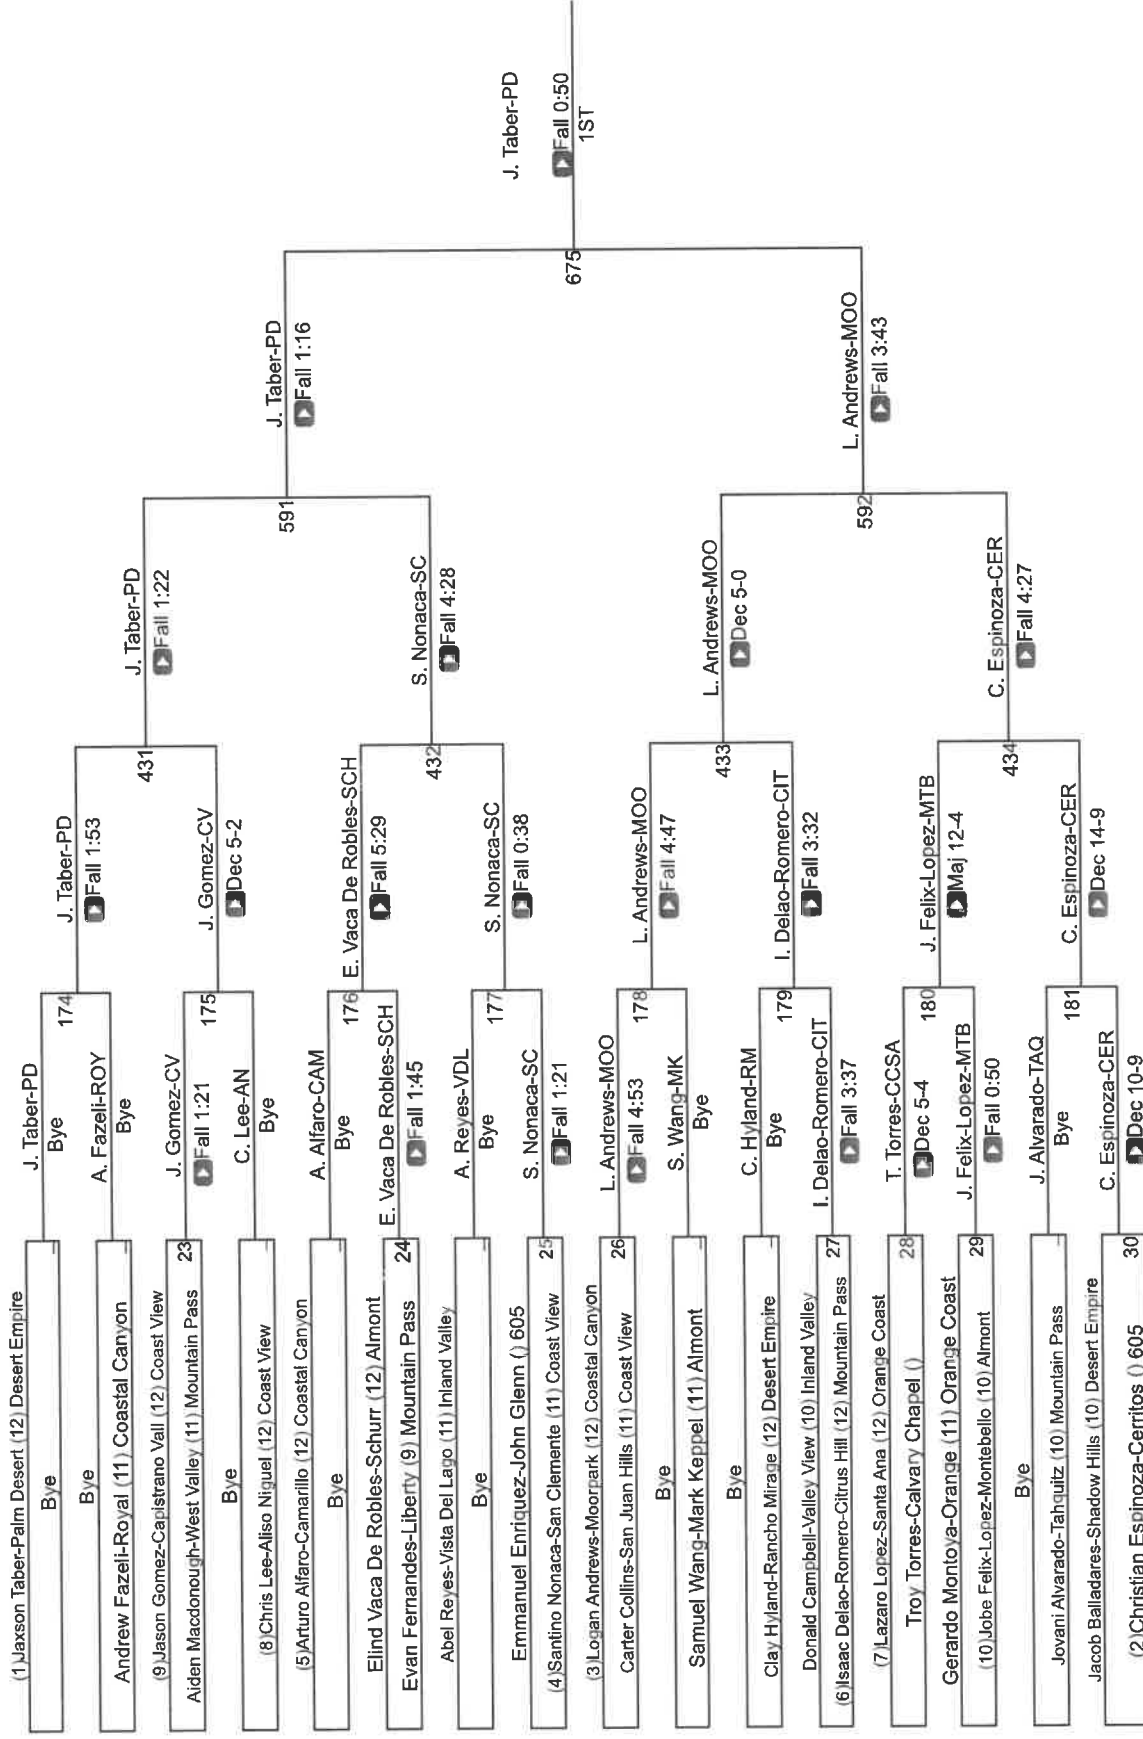 (1)Jaxson Taber-Palm Desert (12) Desert Empire
Bye
Bye
Andrew Fazeli-Royal (11) Coastal Canyon
(9)Jason Gomez-Capistrano Vall (12) Coast View
Aiden Macdonough-West Valley (11) Mountain Pass
23
Bye
(8)Chris Lee-Aliso Niguel (12) Coast View
(5)Arturo Alfaro-Camarillo (12) Coastal Canyon
Bye
Elind Vaca De Robles-Schurr (12) Almont
Evan Fernandes-Liberty (9) Mountain Pass
24
Abel Reyes-Vista Del Lago (11) Inland Valley
Bye
Emmanuel Enriquez-John Glenn () 605
(4)Santino Nonaca-San Clemente (11) Coast View
25
(3)Logan Andrews-Moorpark (12) Coastal Canyon
Carter Collins-San Juan Hills (11) Coast View
26
Bye
Samuel Wang-Mark Keppel (11) Almont
Bye
Clay Hyland-Rancho Mirage (12) Desert Empire
Donald Campbell-Valley View (10) Inland Valley
(6)Isaac Delao-Romero-Citrus Hill (12) Mountain Pass
27
(7)Lazaro Lopez-Santa Ana (12) Orange Coast
Troy Torres-Calvary Chapel ()
28
Gerardo Montoya-Orange (11) Orange Coast
(10)Jobe Felix-Lopez-Montebello (10) Almont
29
Bye
Jovani Alvarado-Tahquitz (10) Mountain Pass
Jacob Balladares-Shadow Hills (10) Desert Empire
(2)Christian Espinoza-Cerritos () 605
30
J. Taber-PD
Bye
174
A. Fazeli-ROY
Bye
J. Gomez-CV
Fall 1:21
175
C. Lee-AN
Bye
A. Alfaro-CAM
Bye
176
E. Vaca De Robles-SCH
Fall 1:45
A. Reyes-VDL
Bye
177
S. Nonaca-SC
Fall 1:21
L. Andrews-MOO
Fall 4:53
178
S. Wang-MK
Bye
C. Hyland-RM
Bye
179
I. Delao-Romero-CIT
Fall 3:37
T. Torres-CCSA
Dec 5-4
180
J. Felix-Lopez-MTB
Fall 0:50
J. Alvarado-TAQ
Bye
181
C. Espinoza-CER
Dec 10-9
J. Taber-PD
Fall 1:53
431
J. Gomez-CV
Dec 5-2
E. Vaca De Robles-SCH
Fall 5:29
432
S. Nonaca-SC
Fall 0:38
L. Andrews-MOO
Fall 4:47
433
I. Delao-Romero-CIT
Fall 3:32
J. Felix-Lopez-MTB
Maj 12-4
434
C. Espinoza-CER
Dec 14-9
J. Taber-PD
Fall 1:22
591
S. Nonaca-SC
Fall 4:28
L. Andrews-MOO
Dec 5-0
592
C. Espinoza-CER
Fall 4:27
J. Taber-PD
Fall 1:16
675
L. Andrews-MOO
Fall 3:43
J. Taber-PD
Fall 0:50
1ST